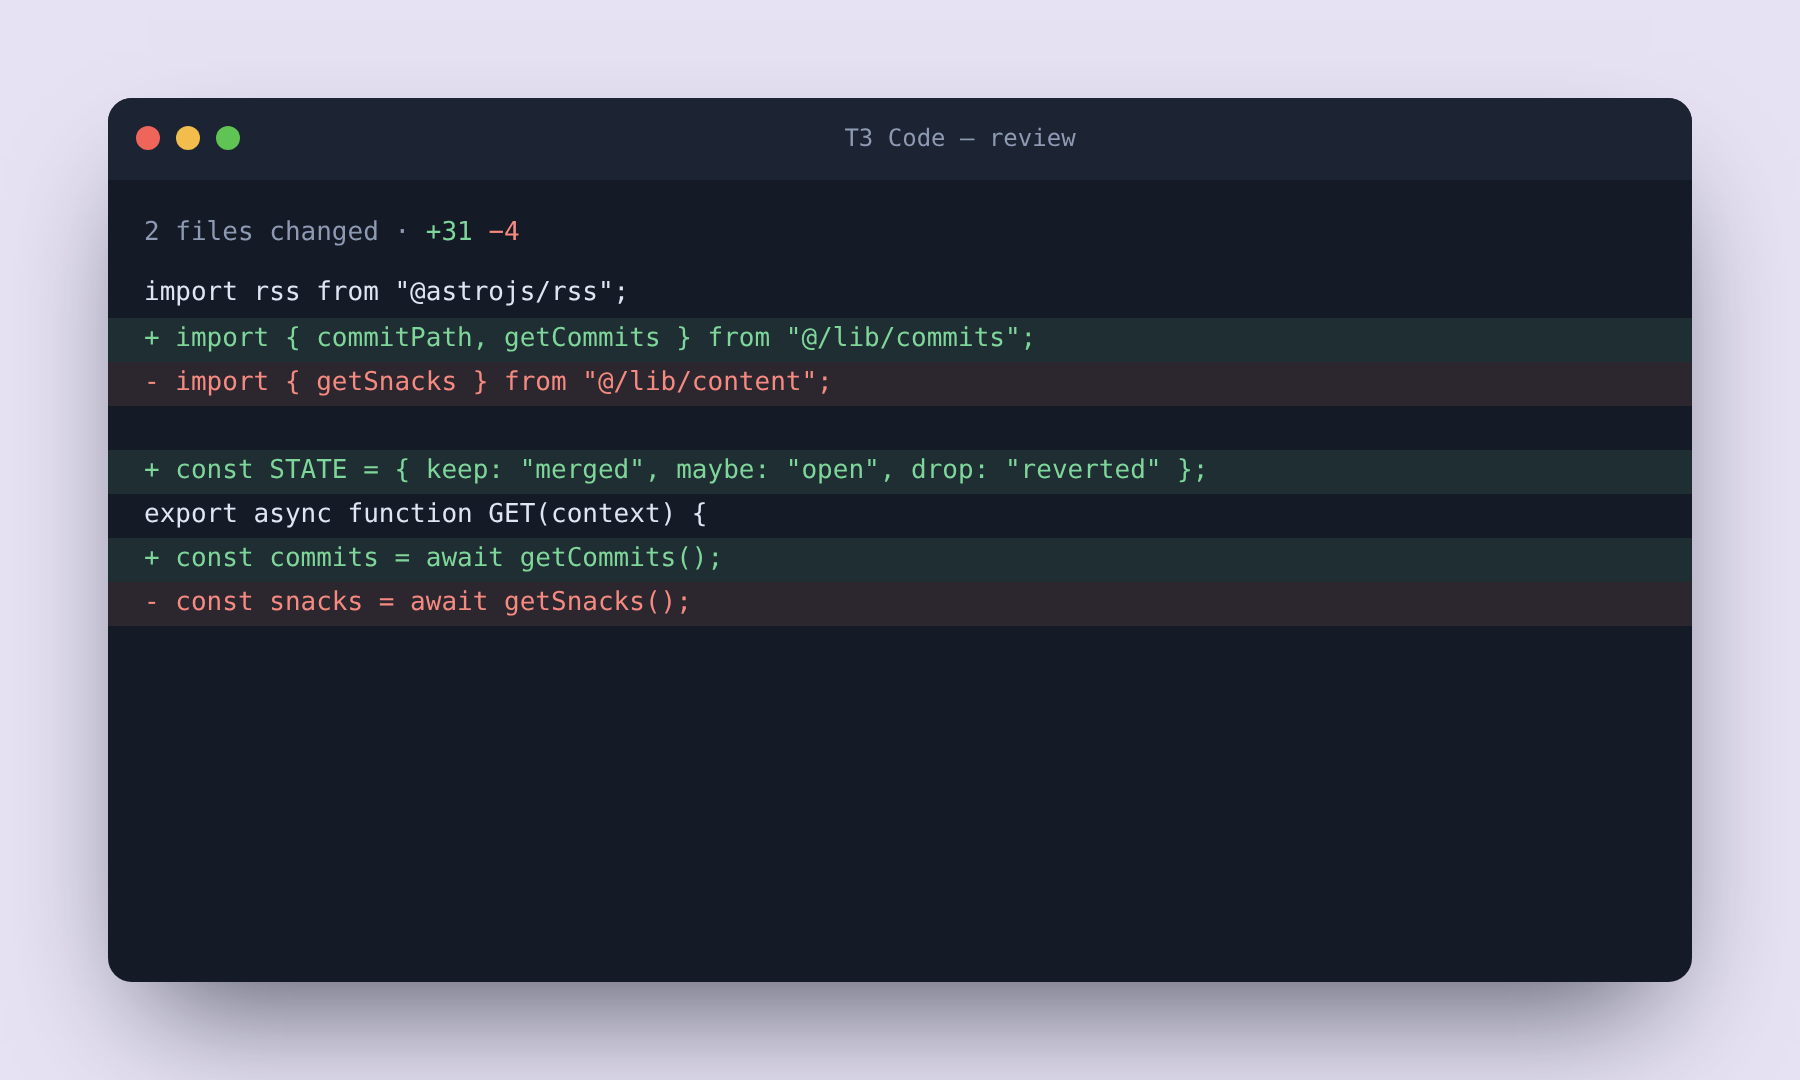 T3 Code — review
2 files changed · +31 −4
import rss from "@astrojs/rss";
+ import { commitPath, getCommits } from "@/lib/commits";
- import { getSnacks } from "@/lib/content";
+ const STATE = { keep: "merged", maybe: "open", drop: "reverted" };
export async function GET(context) {
+ const commits = await getCommits();
- const snacks = await getSnacks();